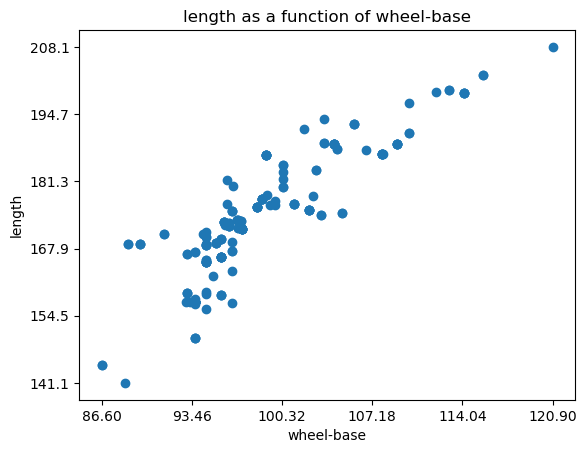 length as a function of wheel-base
208.1
194.7
181.3
167.9
154.5
141.1
length
86.60 93.46 100.32 107.18 114.04 120.90
wheel-base